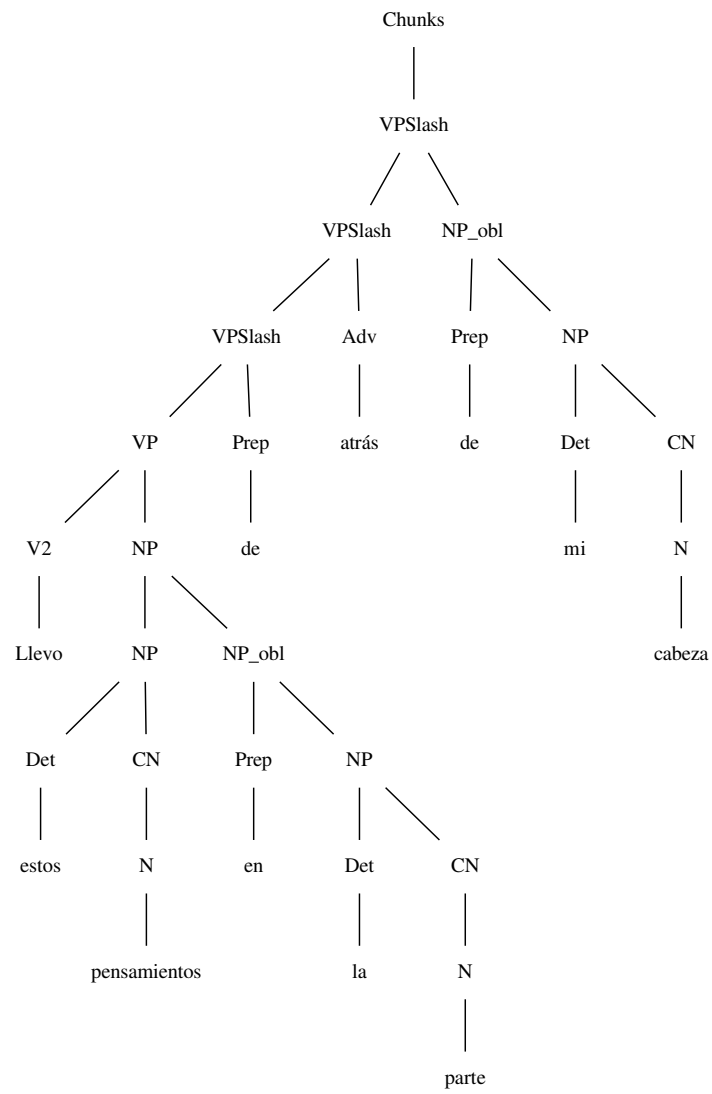 Chunks
VPSlash
VPSlash NP_obl
VPSlash Adv Prep NP
VP Prep atrás de Det CN
V2 NP de mi N
Llevo NP NP_obl cabeza
Det CN Prep NP
estos N en Det CN
pensamientos la N
parte